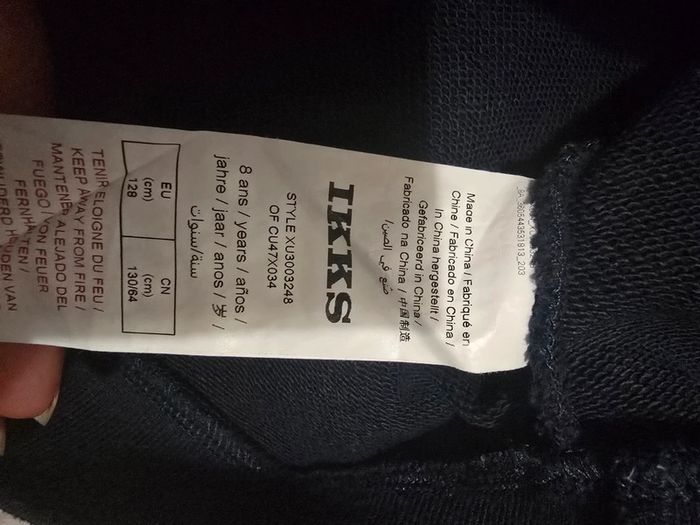 6A_3605443531813_203
Made in China / Fabriqué en
Chine / Fabricado en China /
In China hergestellt /
Gefabriceerd in China /
Fabricado na China / 中国制造
صنع في الصين/
IKKS
STYLE XU3003248
OF CU47X034
8 ans / years / años /
jahre / jaar / anos / 岁 /
سنة/سنوات
EU CN
(cm) (cm)
128 130/64
TENIR ELOIGNE DU FEU /
KEEP AWAY FROM FIRE /
MANTENER ALEJADO DEL
FUEGO / VON FEUER
FERNHALTEN /
HOUDEN VAN